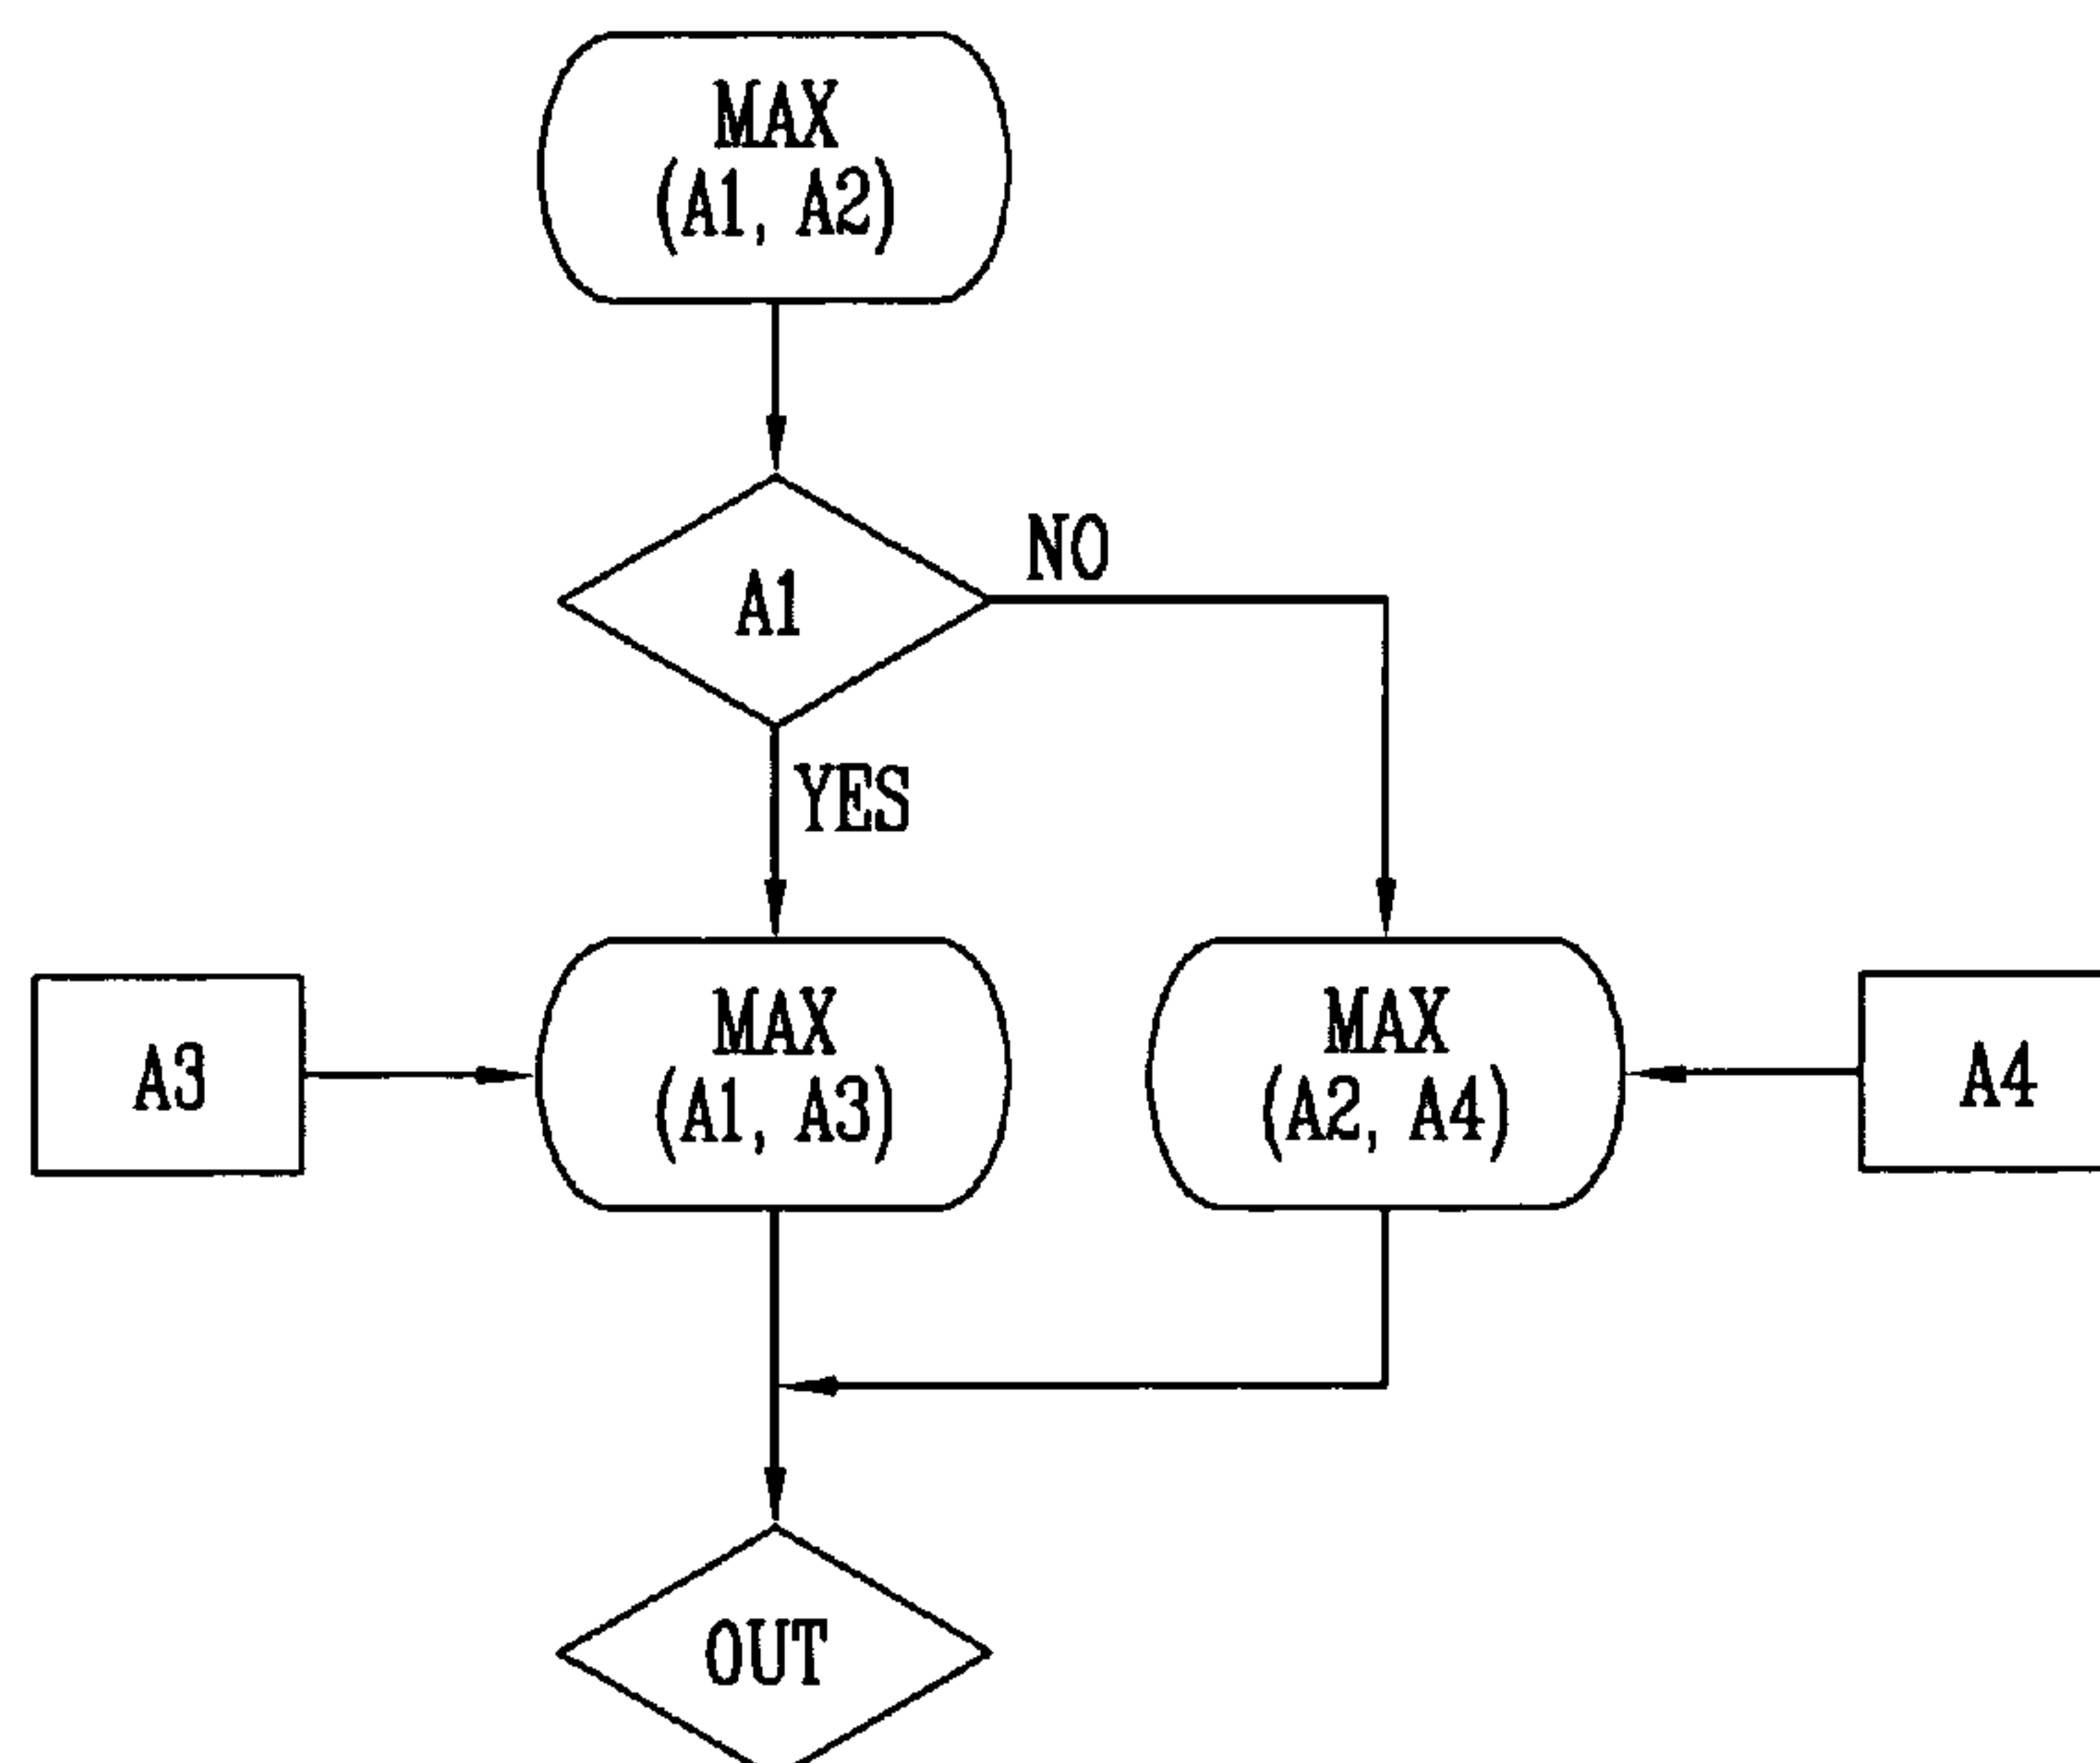 MAX
(A1, A2)
A1
NO
YES
A3
MAX
(A1, A3)
MAX
(A2, A4)
A4
OUT